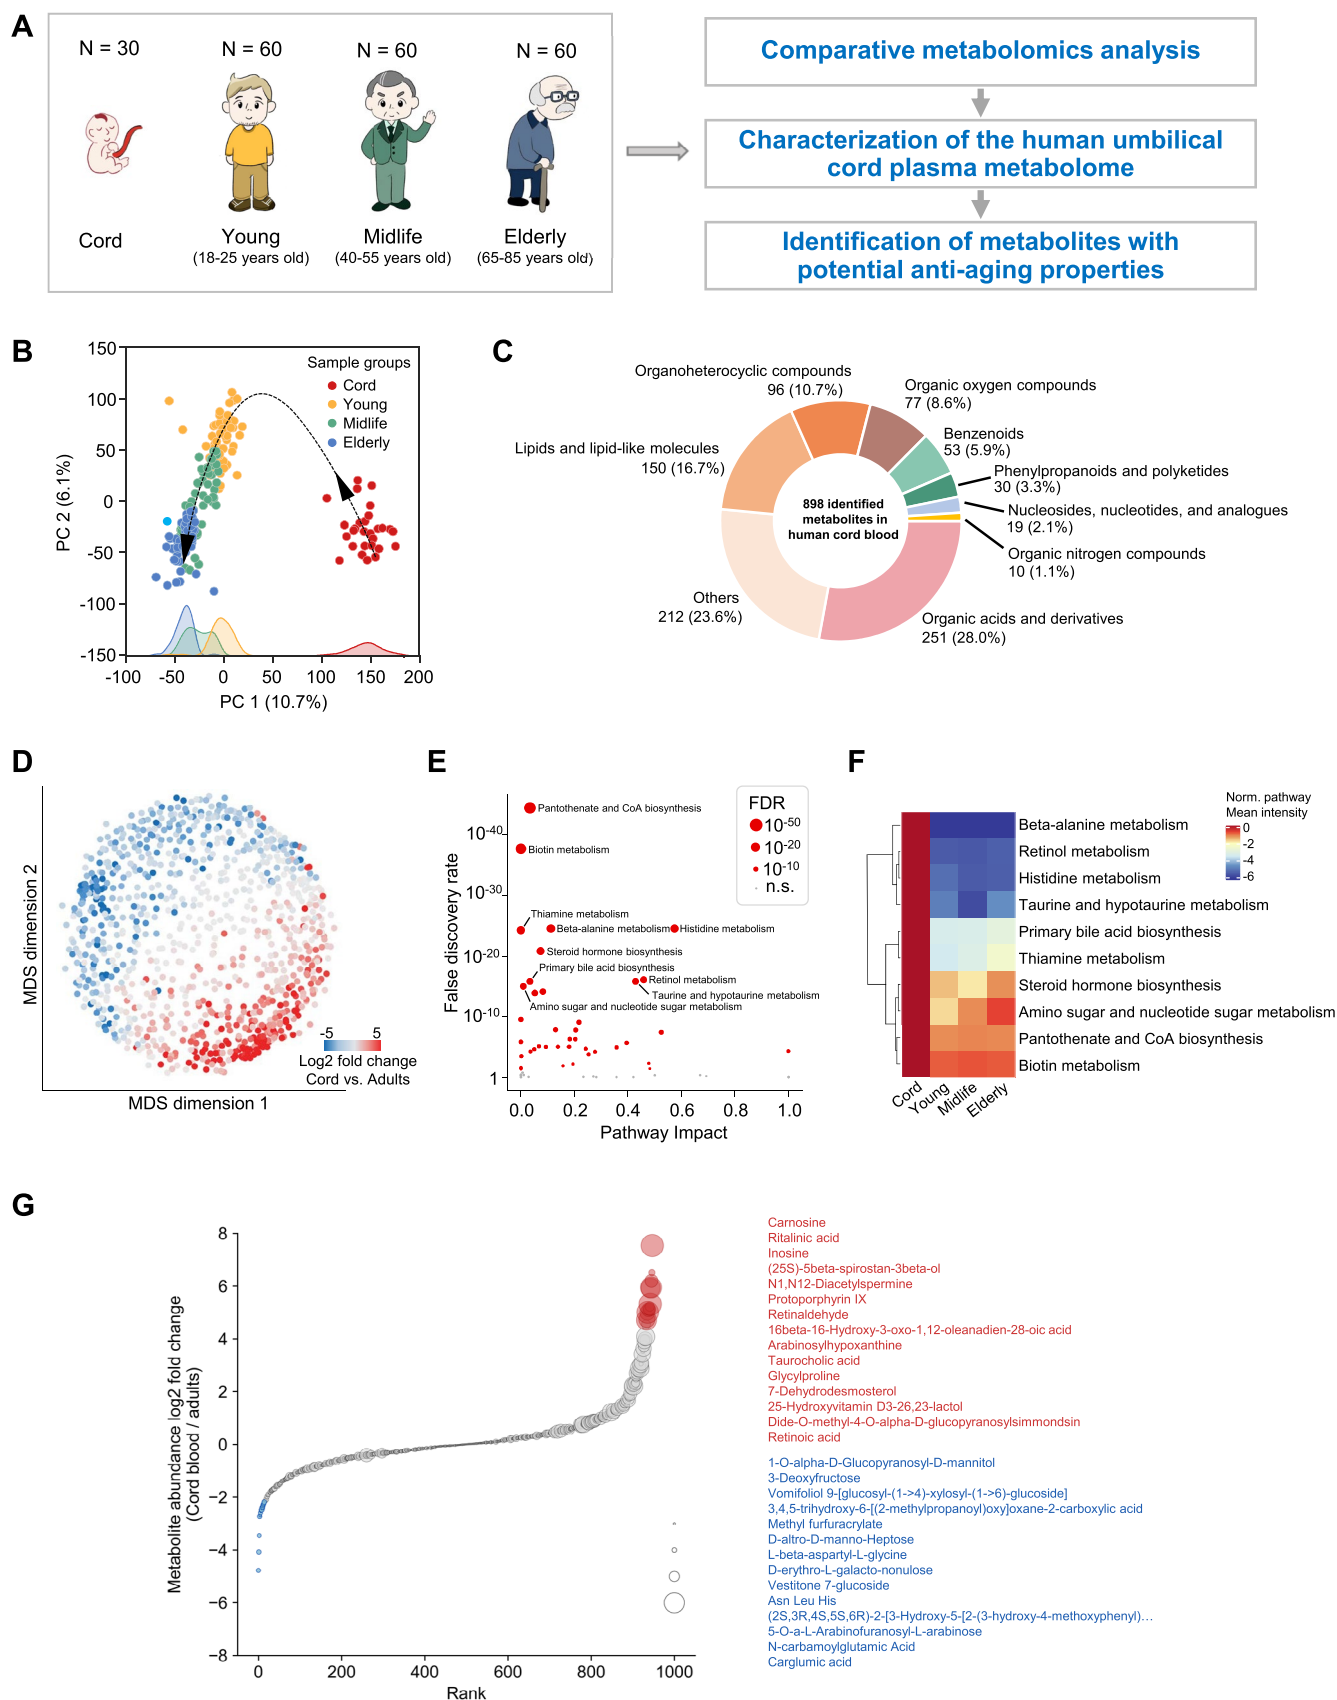 A
N = 30
N = 60
N = 60
N = 60
Cord
Young
(18-25 years old)
Midlife
(40-55 years old)
Elderly
(65-85 years old)
Comparative metabolomics analysis
Characterization of the human umbilical
cord plasma metabolome
Identification of metabolites with
potential anti-aging properties
B
150
100
50
0
-50
-100
-150
-100
-50
0
50
100
150
200
PC 2 (6.1%)
PC 1 (10.7%)
Sample groups
Cord
Young
Midlife
Elderly
C
Organoheterocyclic compounds
96 (10.7%)
Organic oxygen compounds
77 (8.6%)
Benzenoids
53 (5.9%)
Lipids and lipid-like molecules
150 (16.7%)
Phenylpropanoids and polyketides
30 (3.3%)
Nucleosides, nucleotides, and analogues
19 (2.1%)
Organic nitrogen compounds
10 (1.1%)
898 identified
metabolites in
human cord blood
Others
212 (23.6%)
Organic acids and derivatives
251 (28.0%)
D
MDS dimension 2
MDS dimension 1
-5
5
Log2 fold change
Cord vs. Adults
E
False discovery rate
10-40
10-30
10-20
10-10
1
0.0
0.2
0.4
0.6
0.8
1.0
Pathway Impact
FDR
10-50
10-20
10-10
n.s.
Pantothenate and CoA biosynthesis
Biotin metabolism
Thiamine metabolism
Beta-alanine metabolism
Histidine metabolism
Steroid hormone biosynthesis
Primary bile acid biosynthesis
Retinol metabolism
Taurine and hypotaurine metabolism
Amino sugar and nucleotide sugar metabolism
F
Norm. pathway
Mean intensity
0
-2
-4
-6
Beta-alanine metabolism
Retinol metabolism
Histidine metabolism
Taurine and hypotaurine metabolism
Primary bile acid biosynthesis
Thiamine metabolism
Steroid hormone biosynthesis
Amino sugar and nucleotide sugar metabolism
Pantothenate and CoA biosynthesis
Biotin metabolism
Cord
Young
Midlife
Elderly
G
Metabolite abundance log2 fold change
(Cord blood / adults)
8
6
4
2
0
−2
−4
−6
−8
0
200
400
600
800
1000
Rank
Carnosine
Ritalinic acid
Inosine
(25S)-5beta-spirostan-3beta-ol
N1,N12-Diacetylspermine
Protoporphyrin IX
Retinaldehyde
16beta-16-Hydroxy-3-oxo-1,12-oleanadien-28-oic acid
Arabinosylhypoxanthine
Taurocholic acid
Glycylproline
7-Dehydrodesmosterol
25-Hydroxyvitamin D3-26,23-lactol
Dide-O-methyl-4-O-alpha-D-glucopyranosylsimmondsin
Retinoic acid
1-O-alpha-D-Glucopyranosyl-D-mannitol
3-Deoxyfructose
Vomifoliol 9-[glucosyl-(1->4)-xylosyl-(1->6)-glucoside]
3,4,5-trihydroxy-6-[(2-methylpropanoyl)oxy]oxane-2-carboxylic acid
Methyl furfuracrylate
D-altro-D-manno-Heptose
L-beta-aspartyl-L-glycine
D-erythro-L-galacto-nonulose
Vestitone 7-glucoside
Asn Leu His
(2S,3R,4S,5S,6R)-2-[3-Hydroxy-5-[2-(3-hydroxy-4-methoxyphenyl)…
5-O-a-L-Arabinofuranosyl-L-arabinose
N-carbamoylglutamic Acid
Carglumic acid